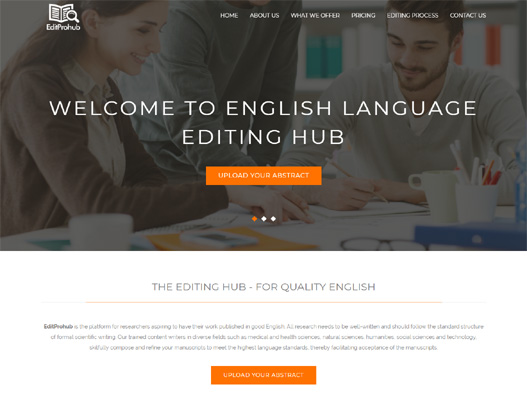 EditProhub
HOME ABOUT US WHAT WE OFFER PRICING EDITING PROCESS CONTACT US
WELCOME TO ENGLISH LANGUAGE
EDITING HUB
UPLOAD YOUR ABSTRACT
THE EDITING HUB - FOR QUALITY ENGLISH
EditProhub is the platform for researchers aspiring to have their work published in good English. As research needs to be well-written and should follow the standard structure
of formal scientific writing. Our trained content writers in diverse fields such as medical and health sciences, natural sciences, humanities, social sciences and technology,
skilfully compose and refine your manuscripts to meet the highest language standards, thereby facilitating acceptance of the manuscripts.
UPLOAD YOUR ABSTRACT